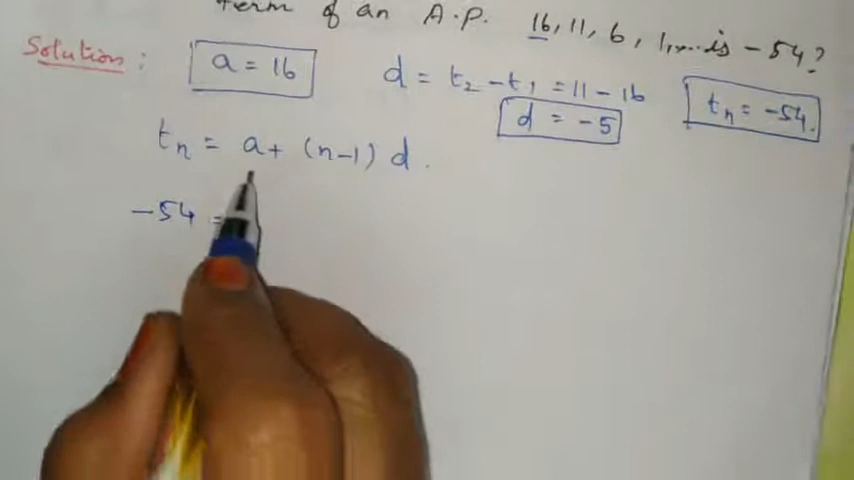 term of an A.P. 16, 11, 6, 1,... is -54?
Solution : a = 16 d = t₂ - t₁ = 11 - 16
d = -5 tₙ = -54.
tₙ = a + (n-1) d.
-54 =